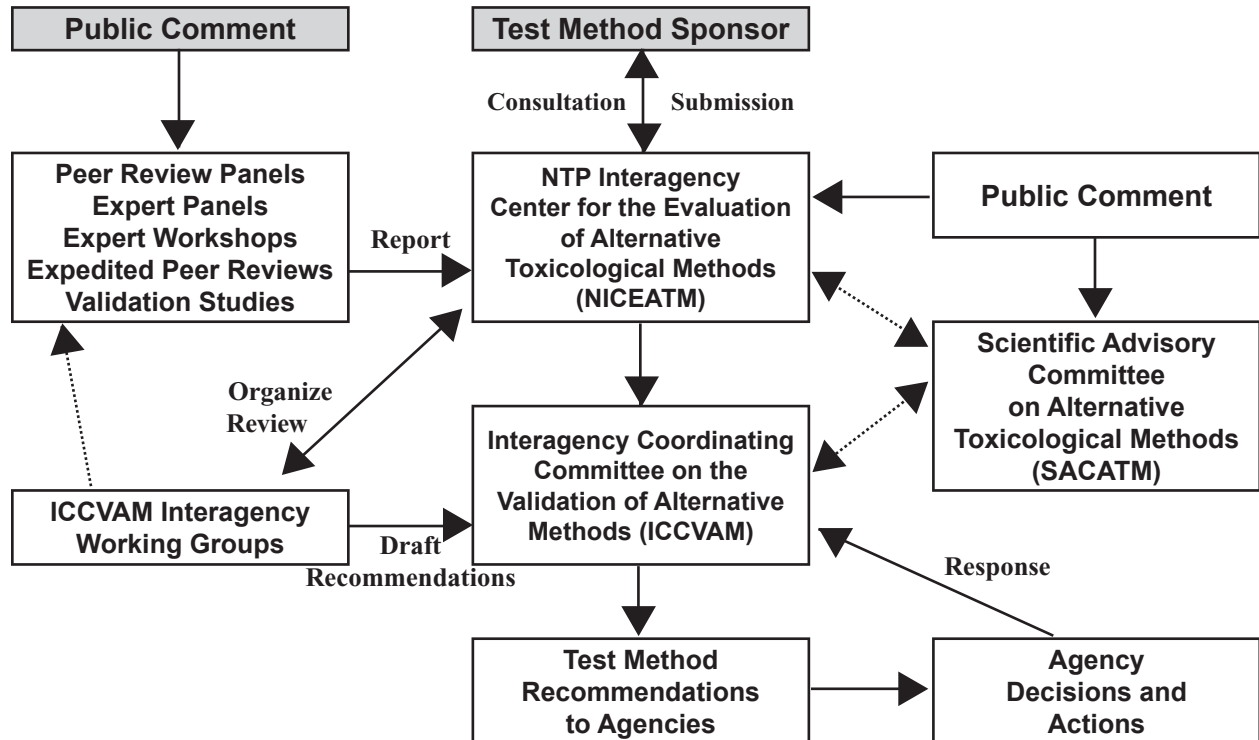 Public Comment
Test Method Sponsor
Consultation
Submission
Peer Review Panels
Expert Panels
Expert Workshops
Expedited Peer Reviews
Validation Studies
Report
NTP Interagency
Center for the Evaluation
of Alternative
Toxicological Methods
(NICEATM)
Public Comment
Organize
Review
Scientific Advisory
Committee
on Alternative
Toxicological Methods
(SACATM)
Interagency Coordinating
Committee on the
Validation of Alternative
Methods (ICCVAM)
ICCVAM Interagency
Working Groups
Draft
Recommendations
Response
Test Method
Recommendations
to Agencies
Agency
Decisions and
Actions